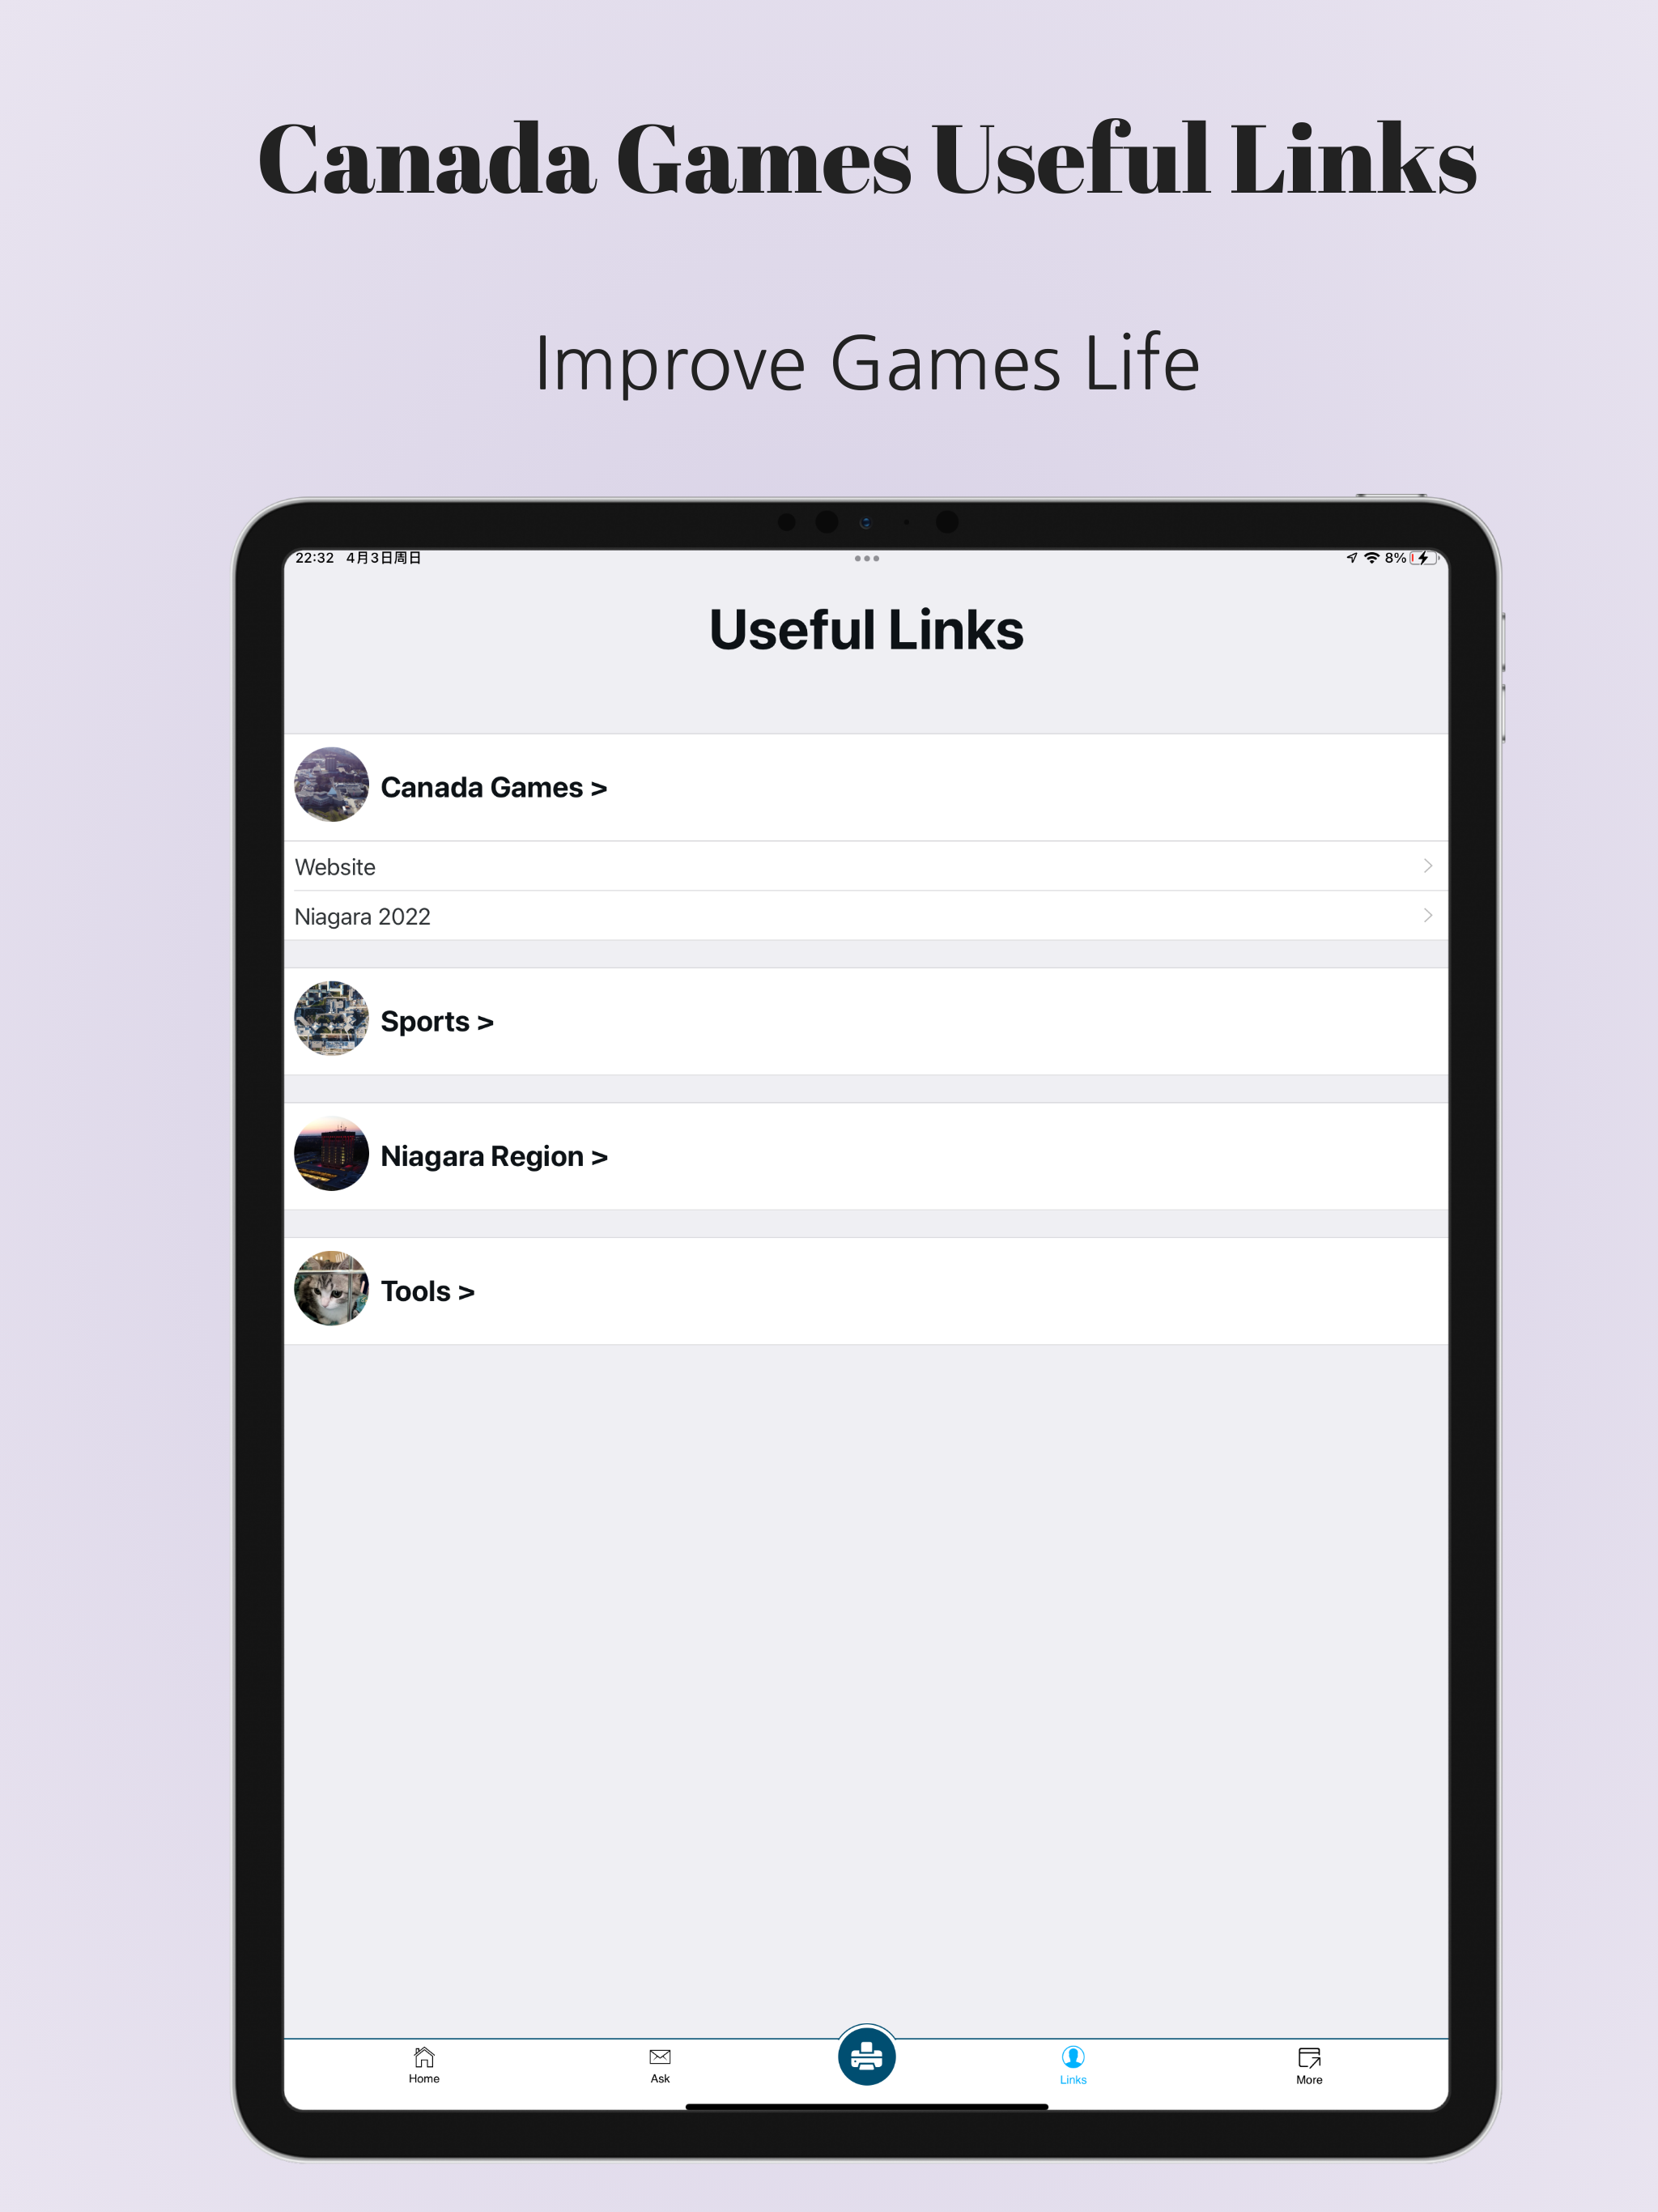 Canada Games Useful Links
Improve Games Life
22:32 4月3日周日
8%
Useful Links
Canada Games >
Website
Niagara 2022
Sports >
Niagara Region >
Tools >
Home
Ask
Links
More